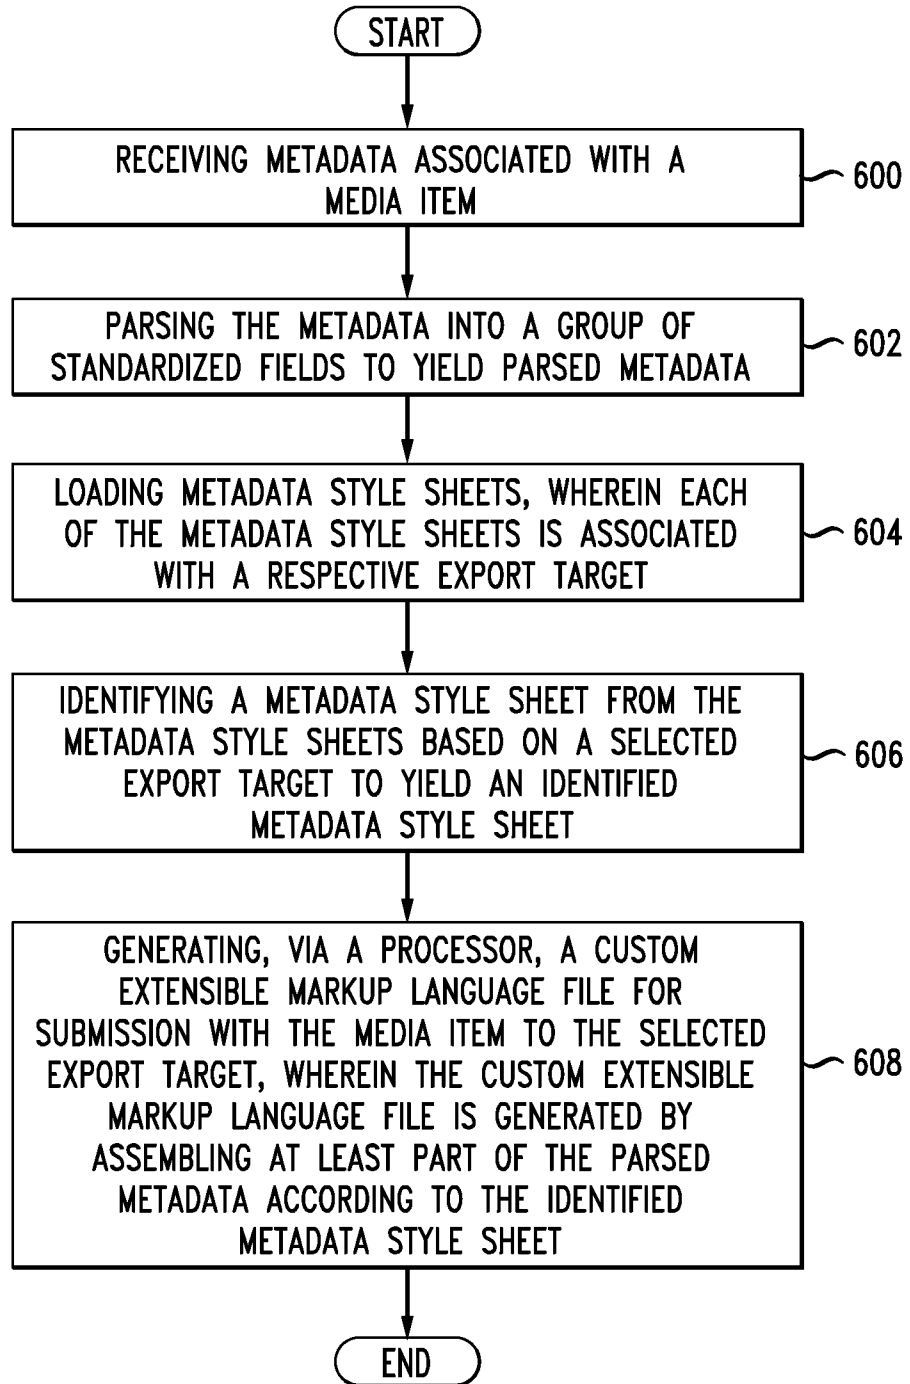 START
RECEIVING METADATA ASSOCIATED WITH A
MEDIA ITEM
600
PARSING THE METADATA INTO A GROUP OF
STANDARDIZED FIELDS TO YIELD PARSED METADATA
602
LOADING METADATA STYLE SHEETS, WHEREIN EACH
OF THE METADATA STYLE SHEETS IS ASSOCIATED
WITH A RESPECTIVE EXPORT TARGET
604
IDENTIFYING A METADATA STYLE SHEET FROM THE
METADATA STYLE SHEETS BASED ON A SELECTED
EXPORT TARGET TO YIELD AN IDENTIFIED
METADATA STYLE SHEET
606
GENERATING, VIA A PROCESSOR, A CUSTOM
EXTENSIBLE MARKUP LANGUAGE FILE FOR
SUBMISSION WITH THE MEDIA ITEM TO THE SELECTED
EXPORT TARGET, WHEREIN THE CUSTOM EXTENSIBLE
MARKUP LANGUAGE FILE IS GENERATED BY
ASSEMBLING AT LEAST PART OF THE PARSED
METADATA ACCORDING TO THE IDENTIFIED
METADATA STYLE SHEET
608
END